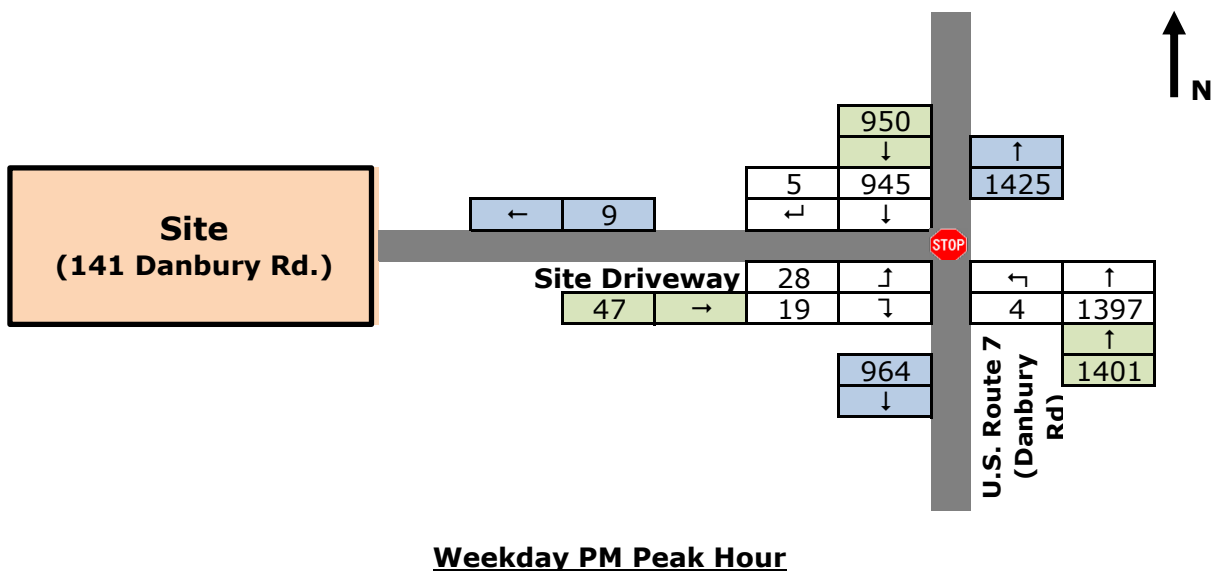 N
950
↓
↑
5 945
1425
← 9
↵ ↓
Site
(141 Danbury Rd.)
STOP
Site Driveway
28 ↥
↰ ↑
47 → 19 ↴
4 1397
↑
964
1401
↓
U.S. Route 7
(Danbury
Rd)
Weekday PM Peak Hour